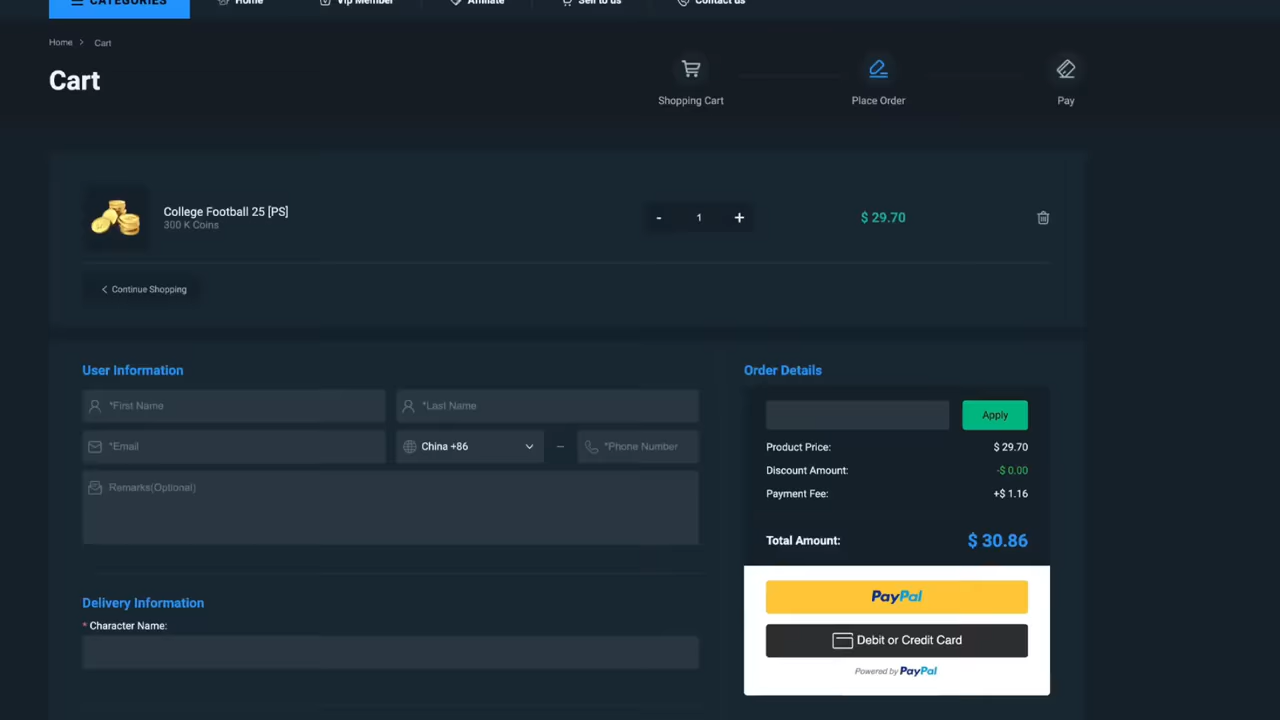 CATEGORIES
Home
Vip Member
Affiliate
Sell to us
Contact us
Home > Cart
Cart
Shopping Cart
Place Order
Pay
College Football 25 [PS]
300 K Coins
- 1 +
$ 29.70
< Continue Shopping
User Information
*First Name
*Last Name
*Email
China +86
–
*Phone Number
Remarks(Optional)
Delivery Information
* Character Name:
Order Details
Apply
Product Price: $ 29.70
Discount Amount: -$ 0.00
Payment Fee: +$ 1.16
Total Amount: $ 30.86
PayPal
Debit or Credit Card
Powered by PayPal